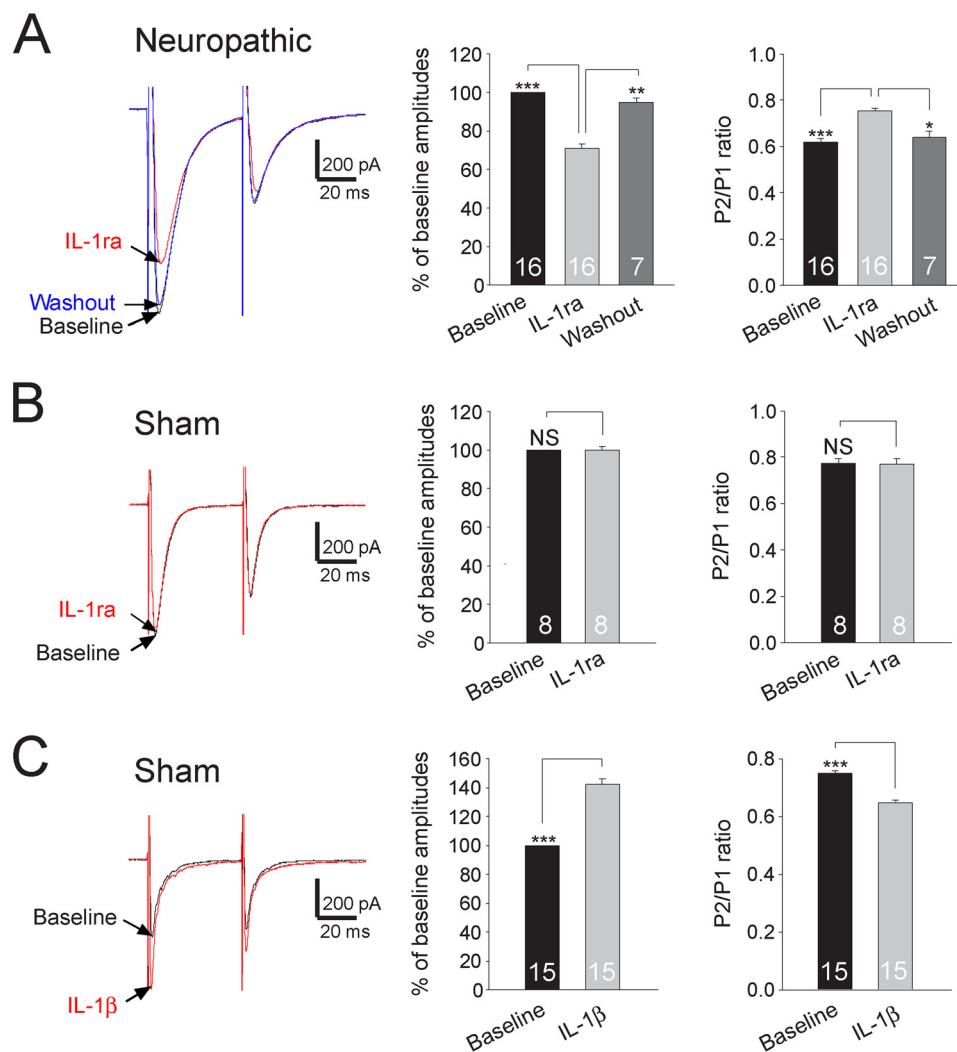 A
Neuropathic
200 pA
20 ms
IL-1ra
Washout
Baseline
% of baseline amplitudes
120
100
80
60
40
20
0
***
**
16
16
7
Baseline
IL-1ra
Washout
P2/P1 ratio
1.0
0.8
0.6
0.4
0.2
0.0
***
*
16
16
7
Baseline
IL-1ra
Washout
B
Sham
200 pA
20 ms
IL-1ra
Baseline
% of baseline amplitudes
120
100
80
60
40
20
0
NS
8
8
Baseline
IL-1ra
P2/P1 ratio
1.0
0.8
0.6
0.4
0.2
0.0
NS
8
8
Baseline
IL-1ra
C
Sham
200 pA
20 ms
Baseline
IL-1β
% of baseline amplitudes
160
140
120
100
80
60
40
20
0
***
15
15
Baseline
IL-1β
P2/P1 ratio
0.8
0.6
0.4
0.2
0.0
***
15
15
Baseline
IL-1β